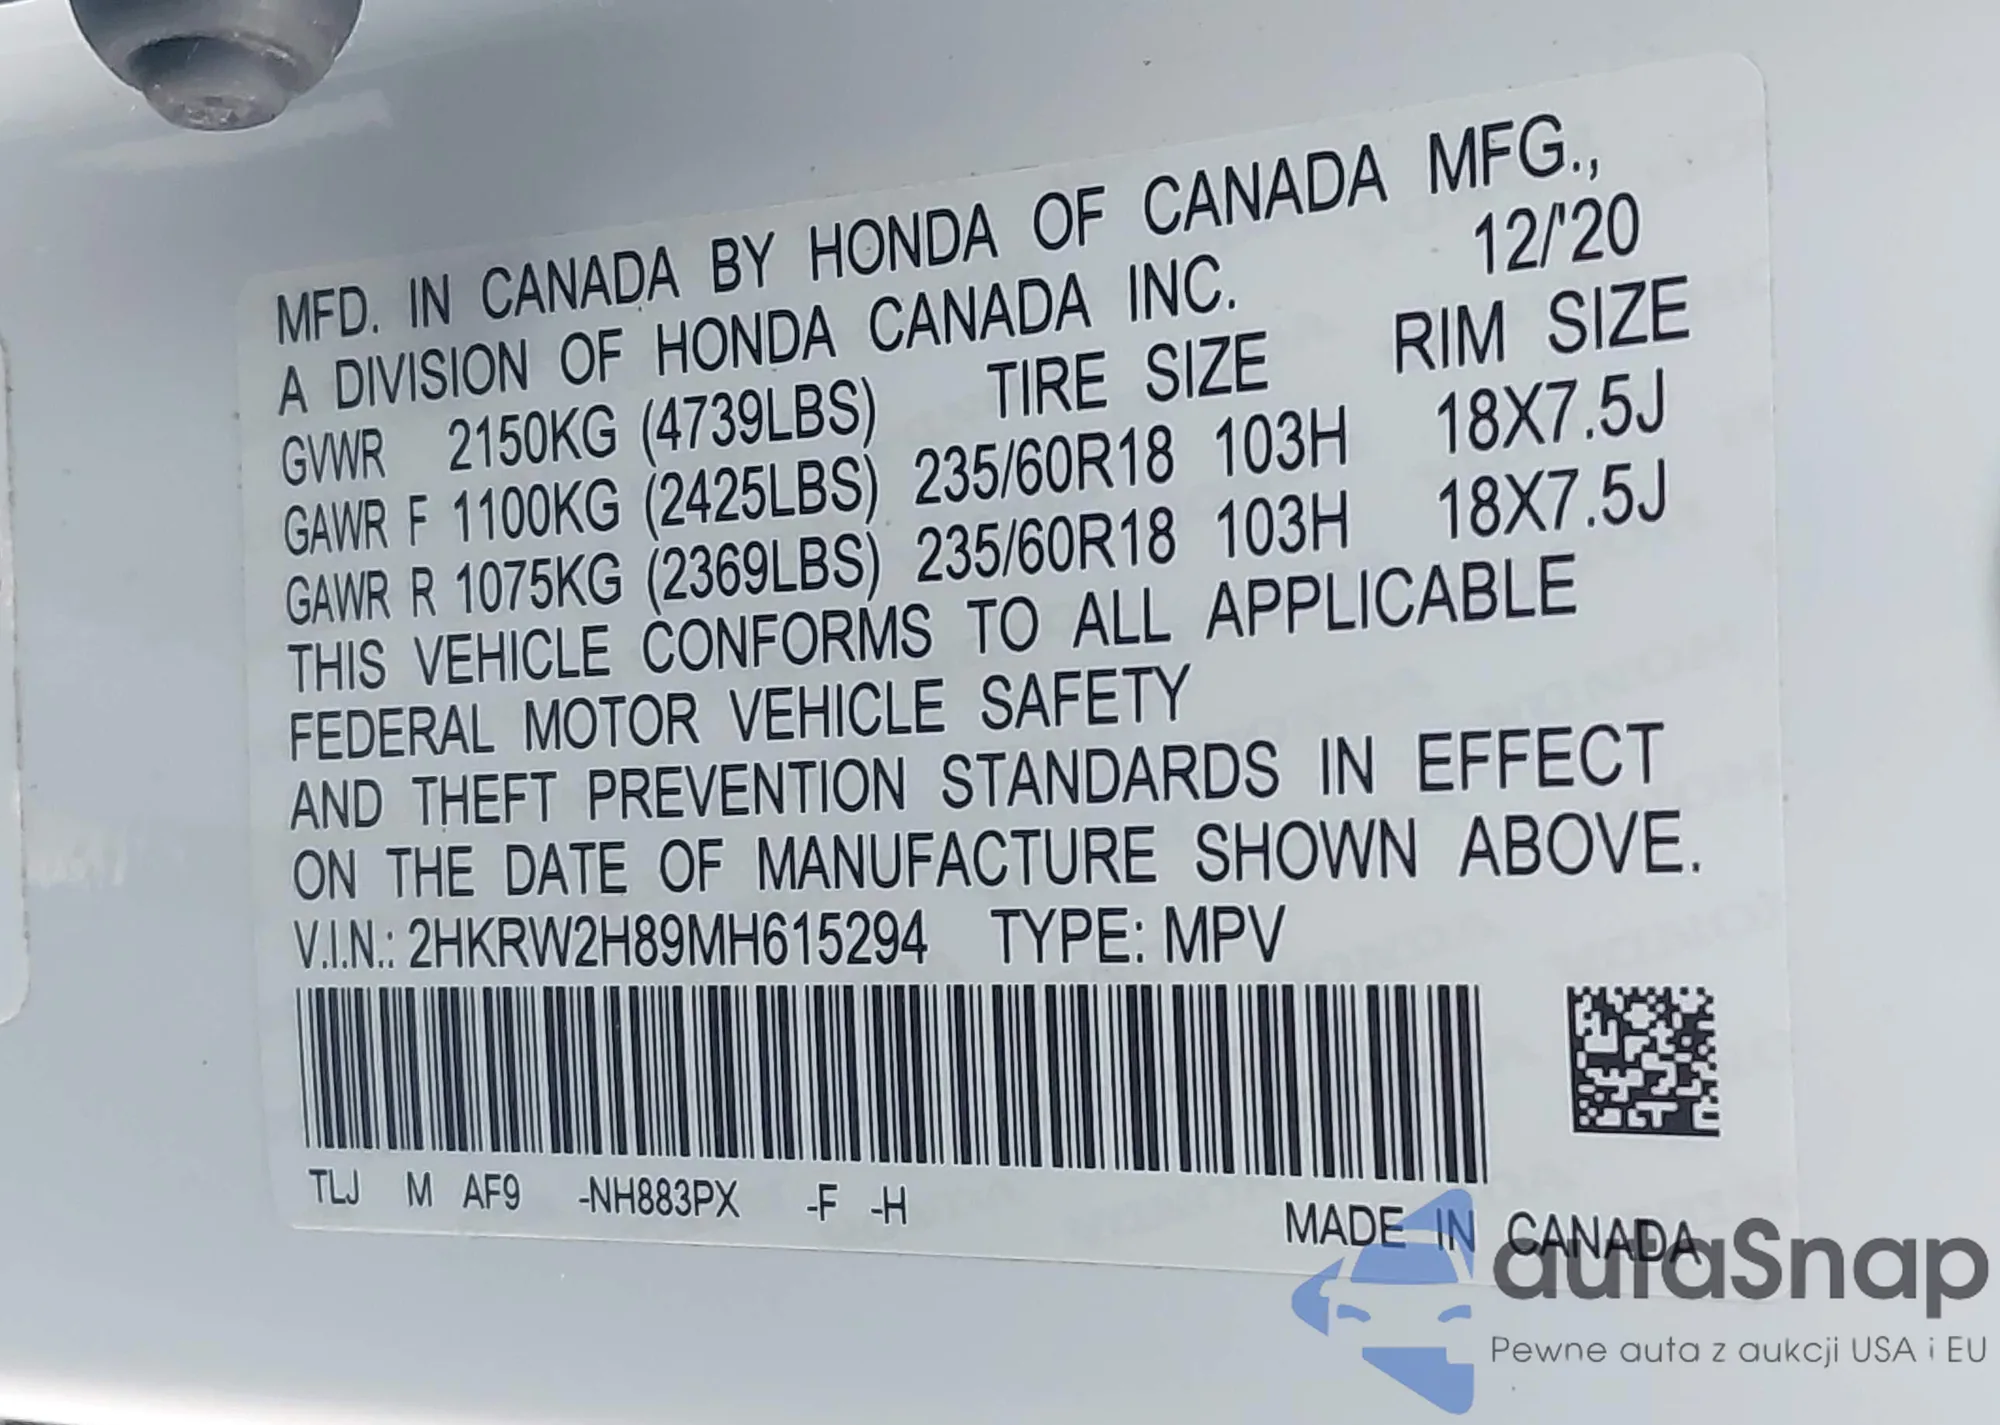 MFD. IN CANADA BY HONDA OF CANADA MFG.,
A DIVISION OF HONDA CANADA INC. 12/'20
GVWR 2150KG (4739LBS) TIRE SIZE RIM SIZE
GAWR F 1100KG (2425LBS) 235/60R18 103H 18X7.5J
GAWR R 1075KG (2369LBS) 235/60R18 103H 18X7.5J
THIS VEHICLE CONFORMS TO ALL APPLICABLE
FEDERAL MOTOR VEHICLE SAFETY
AND THEFT PREVENTION STANDARDS IN EFFECT
ON THE DATE OF MANUFACTURE SHOWN ABOVE.
V.I.N.: 2HKRW2H89MH615294 TYPE: MPV
TLJ M AF9 -NH883PX -F -H
MADE IN CANADA
autaSnap
Pewne auta z aukcji USA i EU